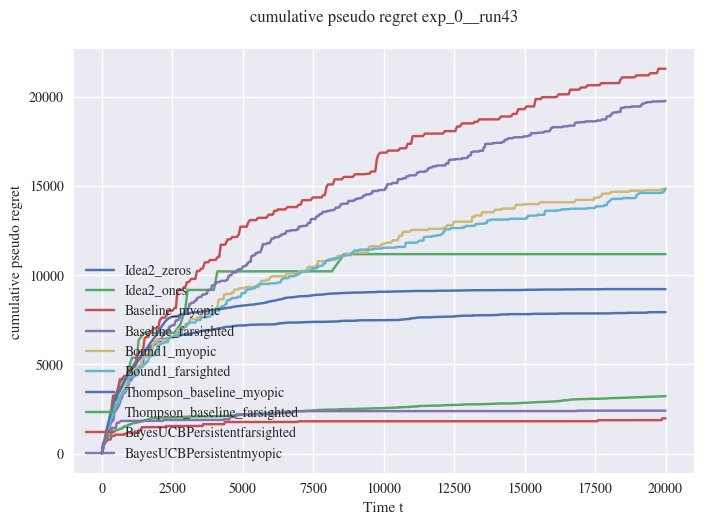 cumulative pseudo regret exp_0__run43
cumulative pseudo regret
20000
15000
10000
5000
0
Idea2_zeros
Idea2_ones
Baseline_myopic
Baseline_farsighted
Bound1_myopic
Bound1_farsighted
Thompson_baseline_myopic
Thompson_baseline_farsighted
BayesUCBPersistentfarsighted
BayesUCBPersistentmyopic
0 2500 5000 7500 10000 12500 15000 17500 20000
Time t